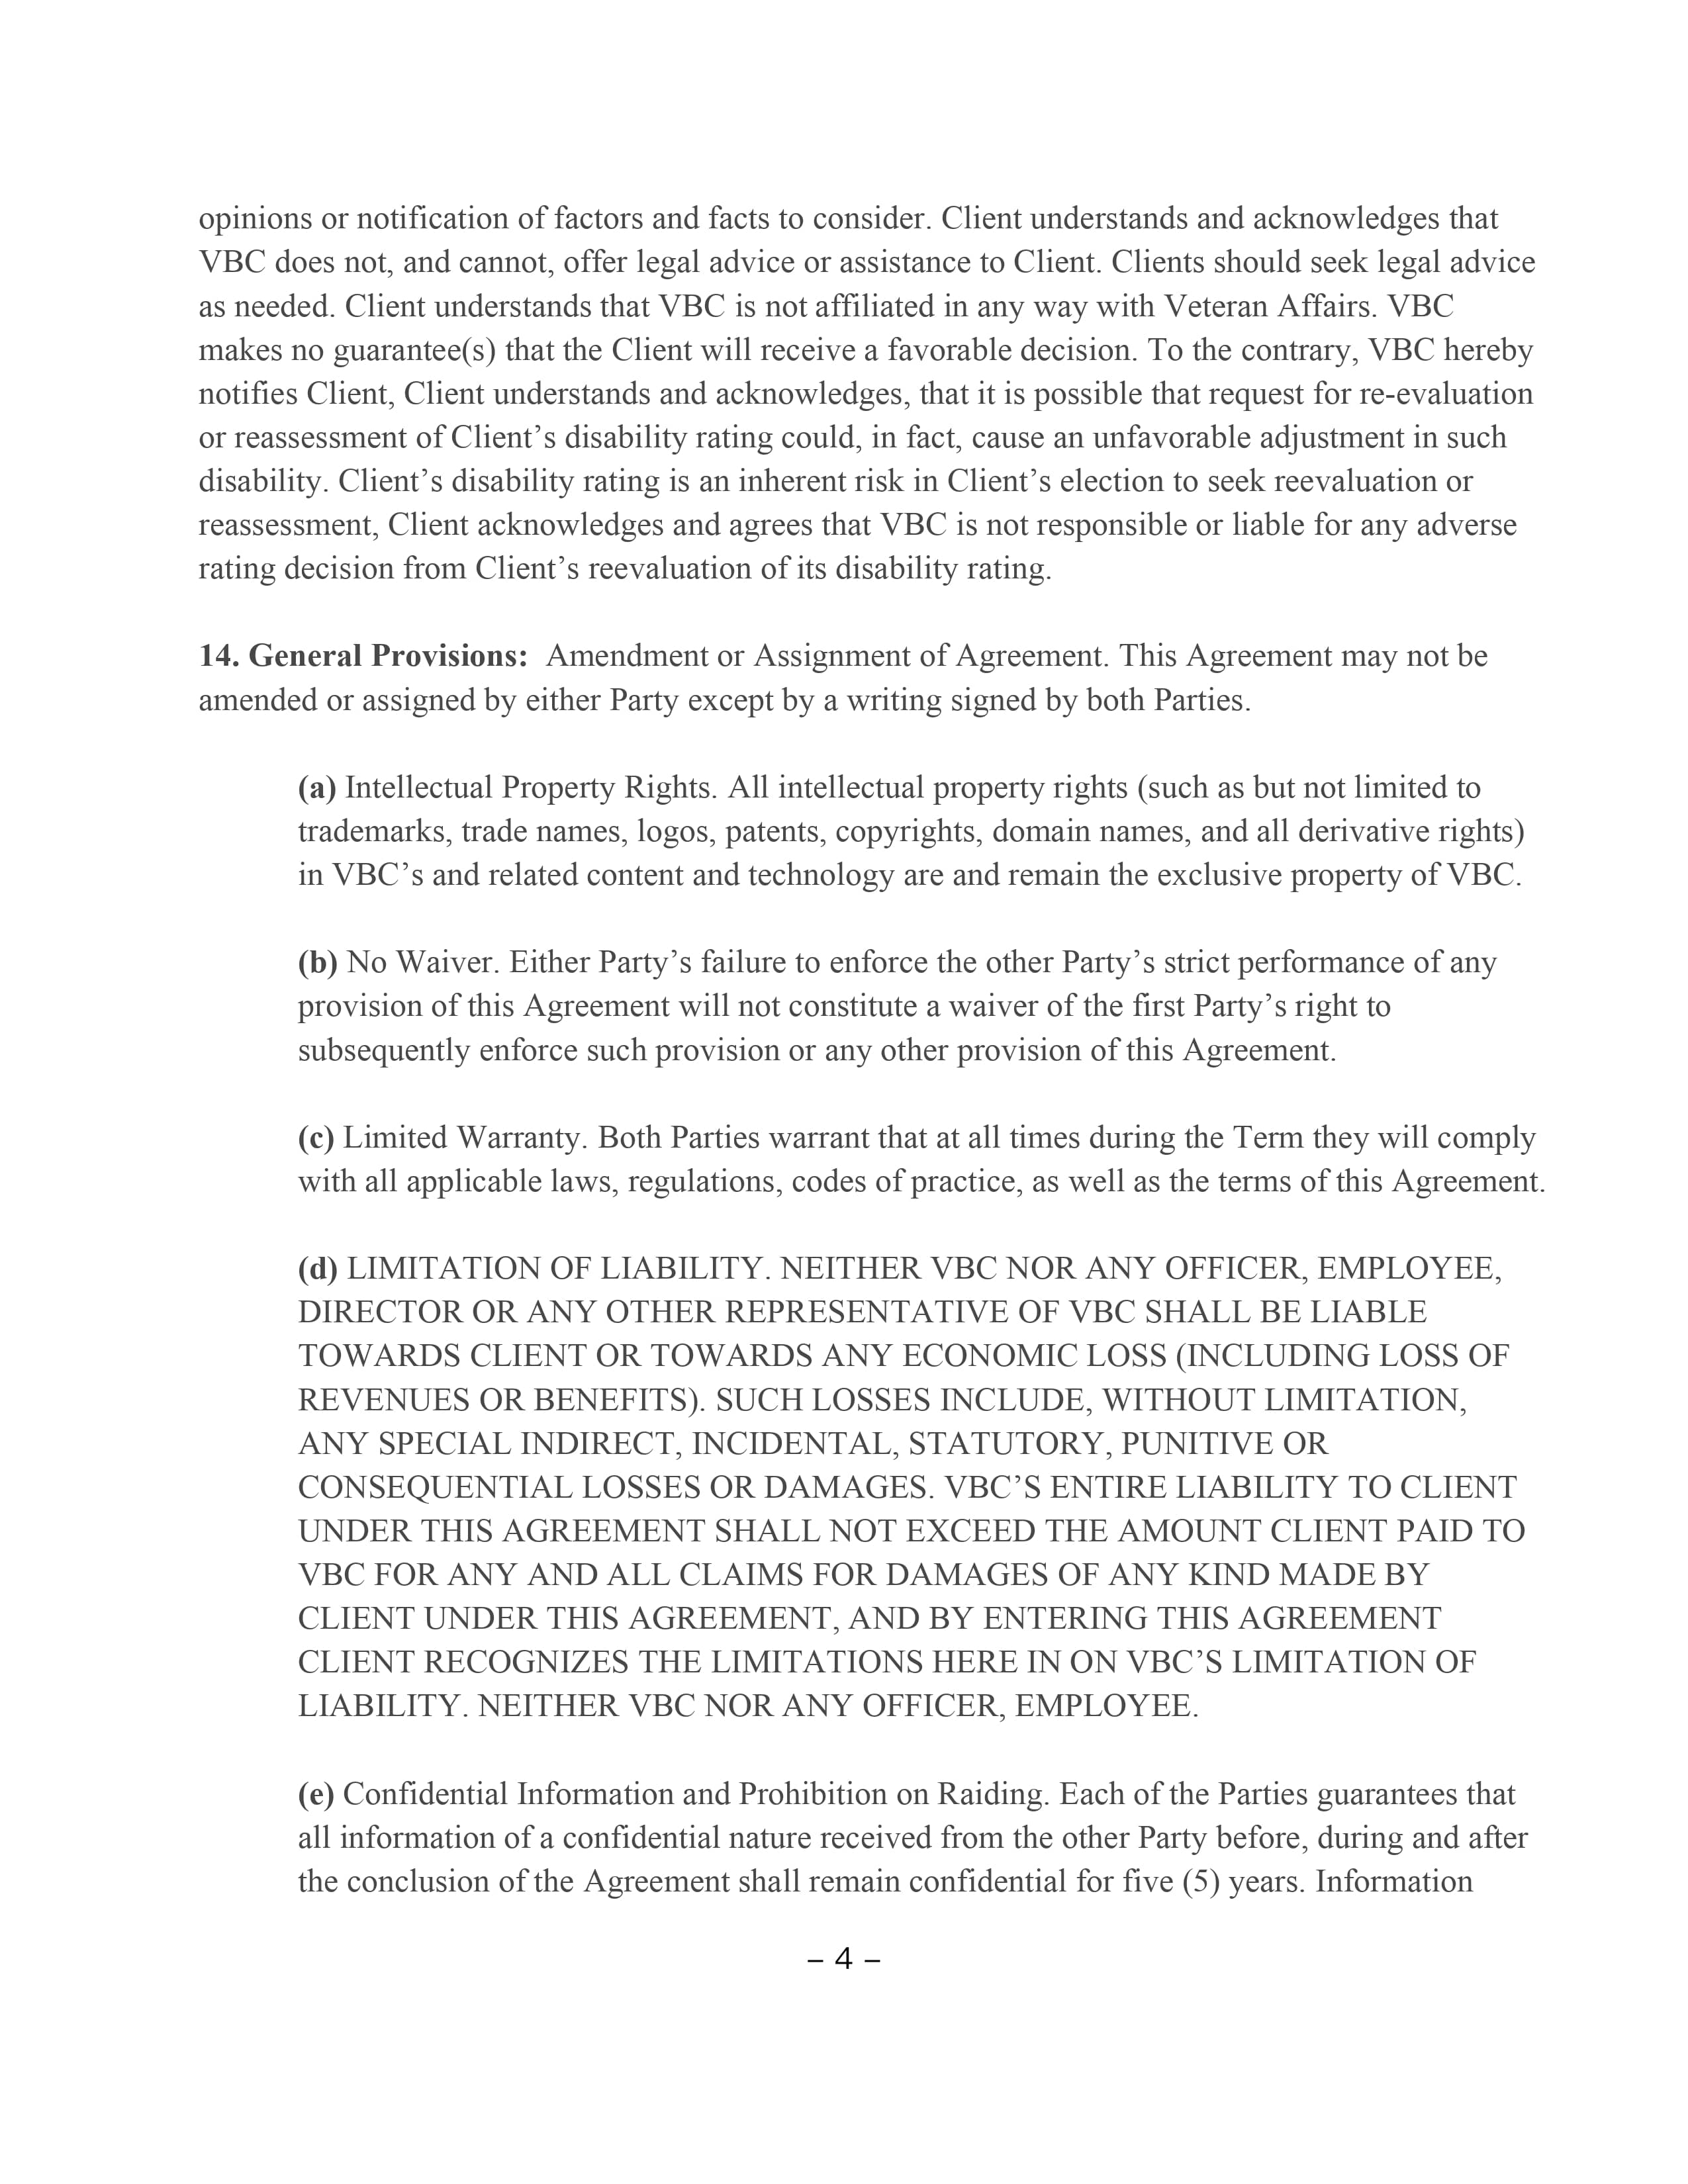 opinions or notification of factors and facts to consider. Client understands and acknowledges that
VBC does not, and cannot, offer legal advice or assistance to Client. Clients should seek legal advice
as needed. Client understands that VBC is not affiliated in any way with Veteran Affairs. VBC
makes no guarantee(s) that the Client will receive a favorable decision. To the contrary, VBC hereby
notifies Client, Client understands and acknowledges, that it is possible that request for re-evaluation
or reassessment of Client’s disability rating could, in fact, cause an unfavorable adjustment in such
disability. Client’s disability rating is an inherent risk in Client’s election to seek reevaluation or
reassessment, Client acknowledges and agrees that VBC is not responsible or liable for any adverse
rating decision from Client’s reevaluation of its disability rating.
14. General Provisions: Amendment or Assignment of Agreement. This Agreement may not be
amended or assigned by either Party except by a writing signed by both Parties.
(a) Intellectual Property Rights. All intellectual property rights (such as but not limited to
trademarks, trade names, logos, patents, copyrights, domain names, and all derivative rights)
in VBC’s and related content and technology are and remain the exclusive property of VBC.
(b) No Waiver. Either Party’s failure to enforce the other Party’s strict performance of any
provision of this Agreement will not constitute a waiver of the first Party’s right to
subsequently enforce such provision or any other provision of this Agreement.
(c) Limited Warranty. Both Parties warrant that at all times during the Term they will comply
with all applicable laws, regulations, codes of practice, as well as the terms of this Agreement.
(d) LIMITATION OF LIABILITY. NEITHER VBC NOR ANY OFFICER, EMPLOYEE,
DIRECTOR OR ANY OTHER REPRESENTATIVE OF VBC SHALL BE LIABLE
TOWARDS CLIENT OR TOWARDS ANY ECONOMIC LOSS (INCLUDING LOSS OF
REVENUES OR BENEFITS). SUCH LOSSES INCLUDE, WITHOUT LIMITATION,
ANY SPECIAL INDIRECT, INCIDENTAL, STATUTORY, PUNITIVE OR
CONSEQUENTIAL LOSSES OR DAMAGES. VBC’S ENTIRE LIABILITY TO CLIENT
UNDER THIS AGREEMENT SHALL NOT EXCEED THE AMOUNT CLIENT PAID TO
VBC FOR ANY AND ALL CLAIMS FOR DAMAGES OF ANY KIND MADE BY
CLIENT UNDER THIS AGREEMENT, AND BY ENTERING THIS AGREEMENT
CLIENT RECOGNIZES THE LIMITATIONS HERE IN ON VBC’S LIMITATION OF
LIABILITY. NEITHER VBC NOR ANY OFFICER, EMPLOYEE.
(e) Confidential Information and Prohibition on Raiding. Each of the Parties guarantees that
all information of a confidential nature received from the other Party before, during and after
the conclusion of the Agreement shall remain confidential for five (5) years. Information
– 4 –